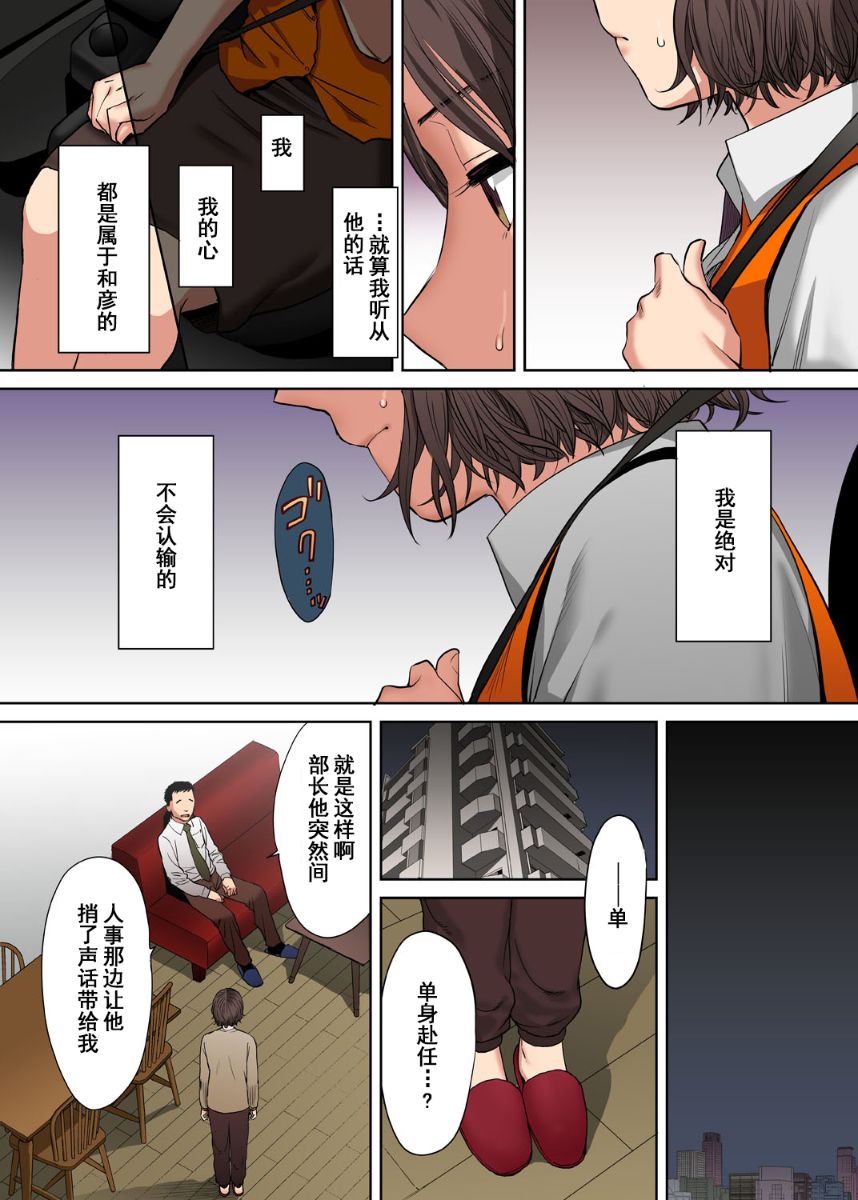 …就算我听从
他的话
我
我的心
都是属于和彦的
我是绝对
ゴク…ッ
不会认输的
——单
单身赴任…?
就是这样啊
部长他突然间
人事那边让他
捎了声话带给我